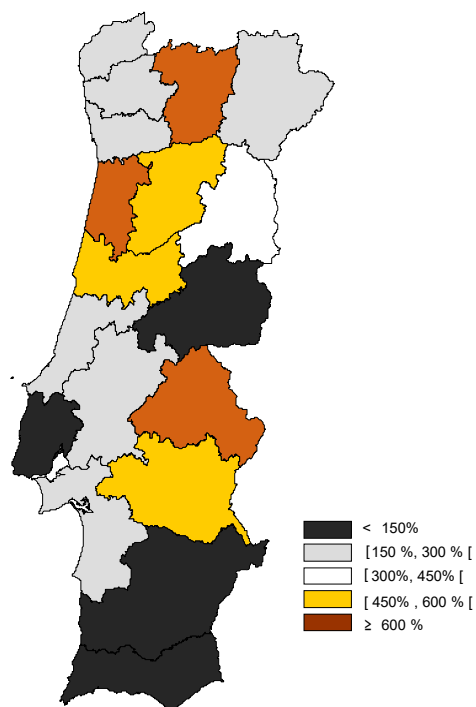 < 150%
[150 %, 300 % [
[300%, 450% [
[ 450% , 600 % [
≥ 600 %